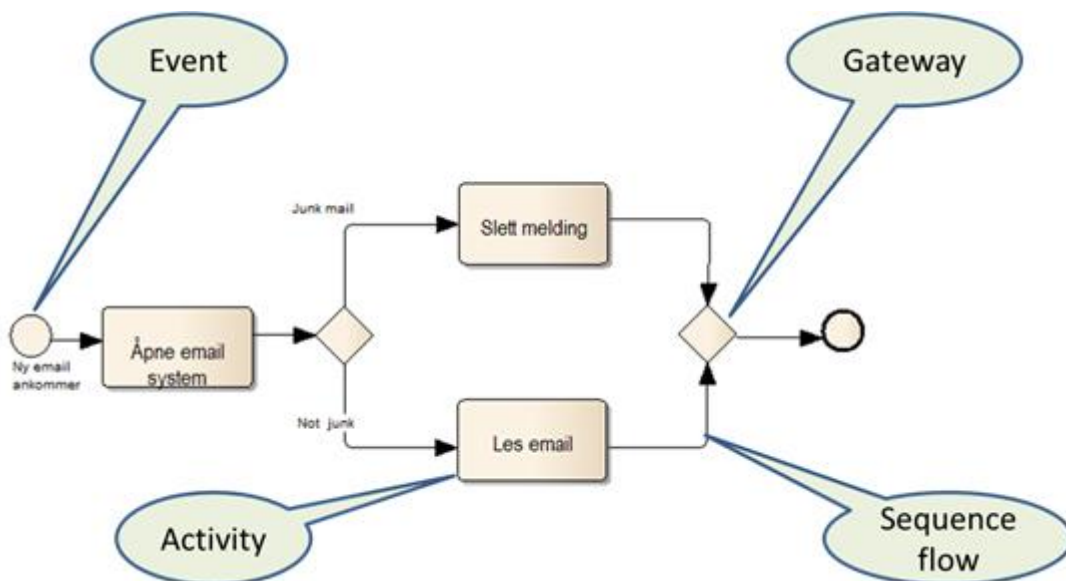 Event
Gateway
Junk mail
Slett melding
Ny email
ankommer
Åpne email
system
Not junk
Les email
Activity
Sequence
flow